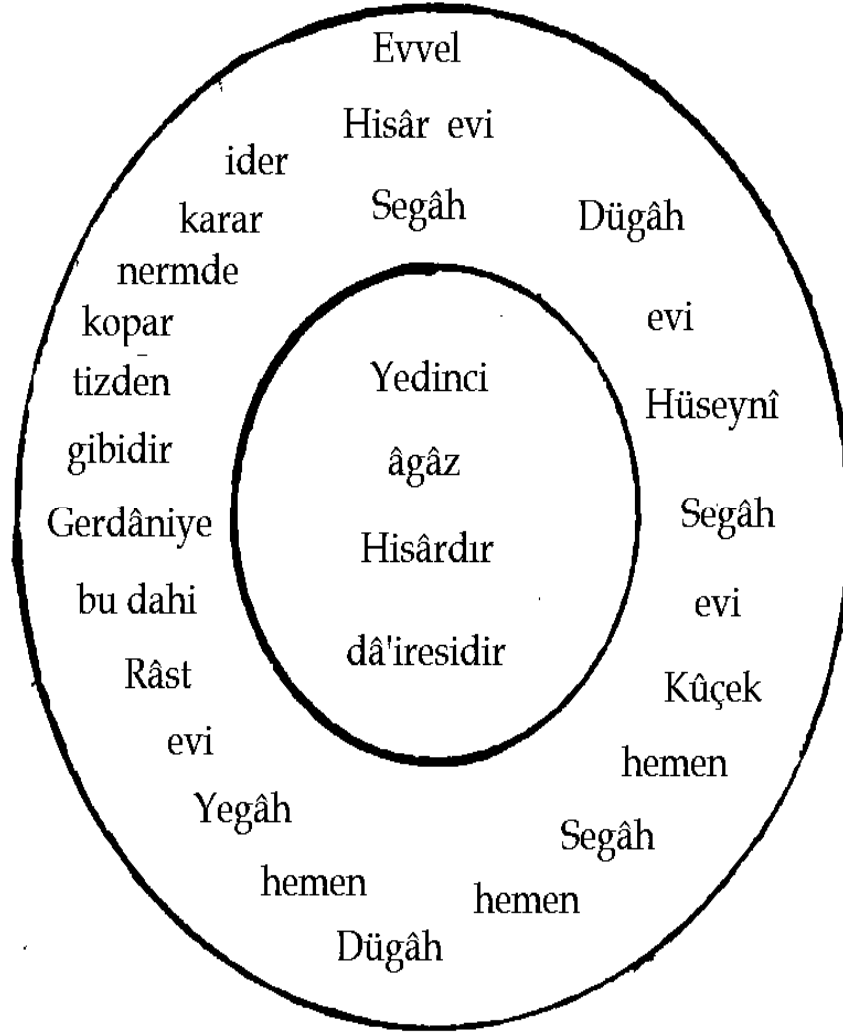 Evvel
Hisâr evi
Segâh
Dügâh
evi
Hüseynî
Segâh
evi
Kûçek
hemen
Segâh
hemen
Dügâh
hemen
Yegâh
evi
Râst
bu dahi
Gerdâniye
gibidir
tizden
kopar
nermde
karar
ider
Yedinci
âgâz
Hisârdır
dâ'iresidir